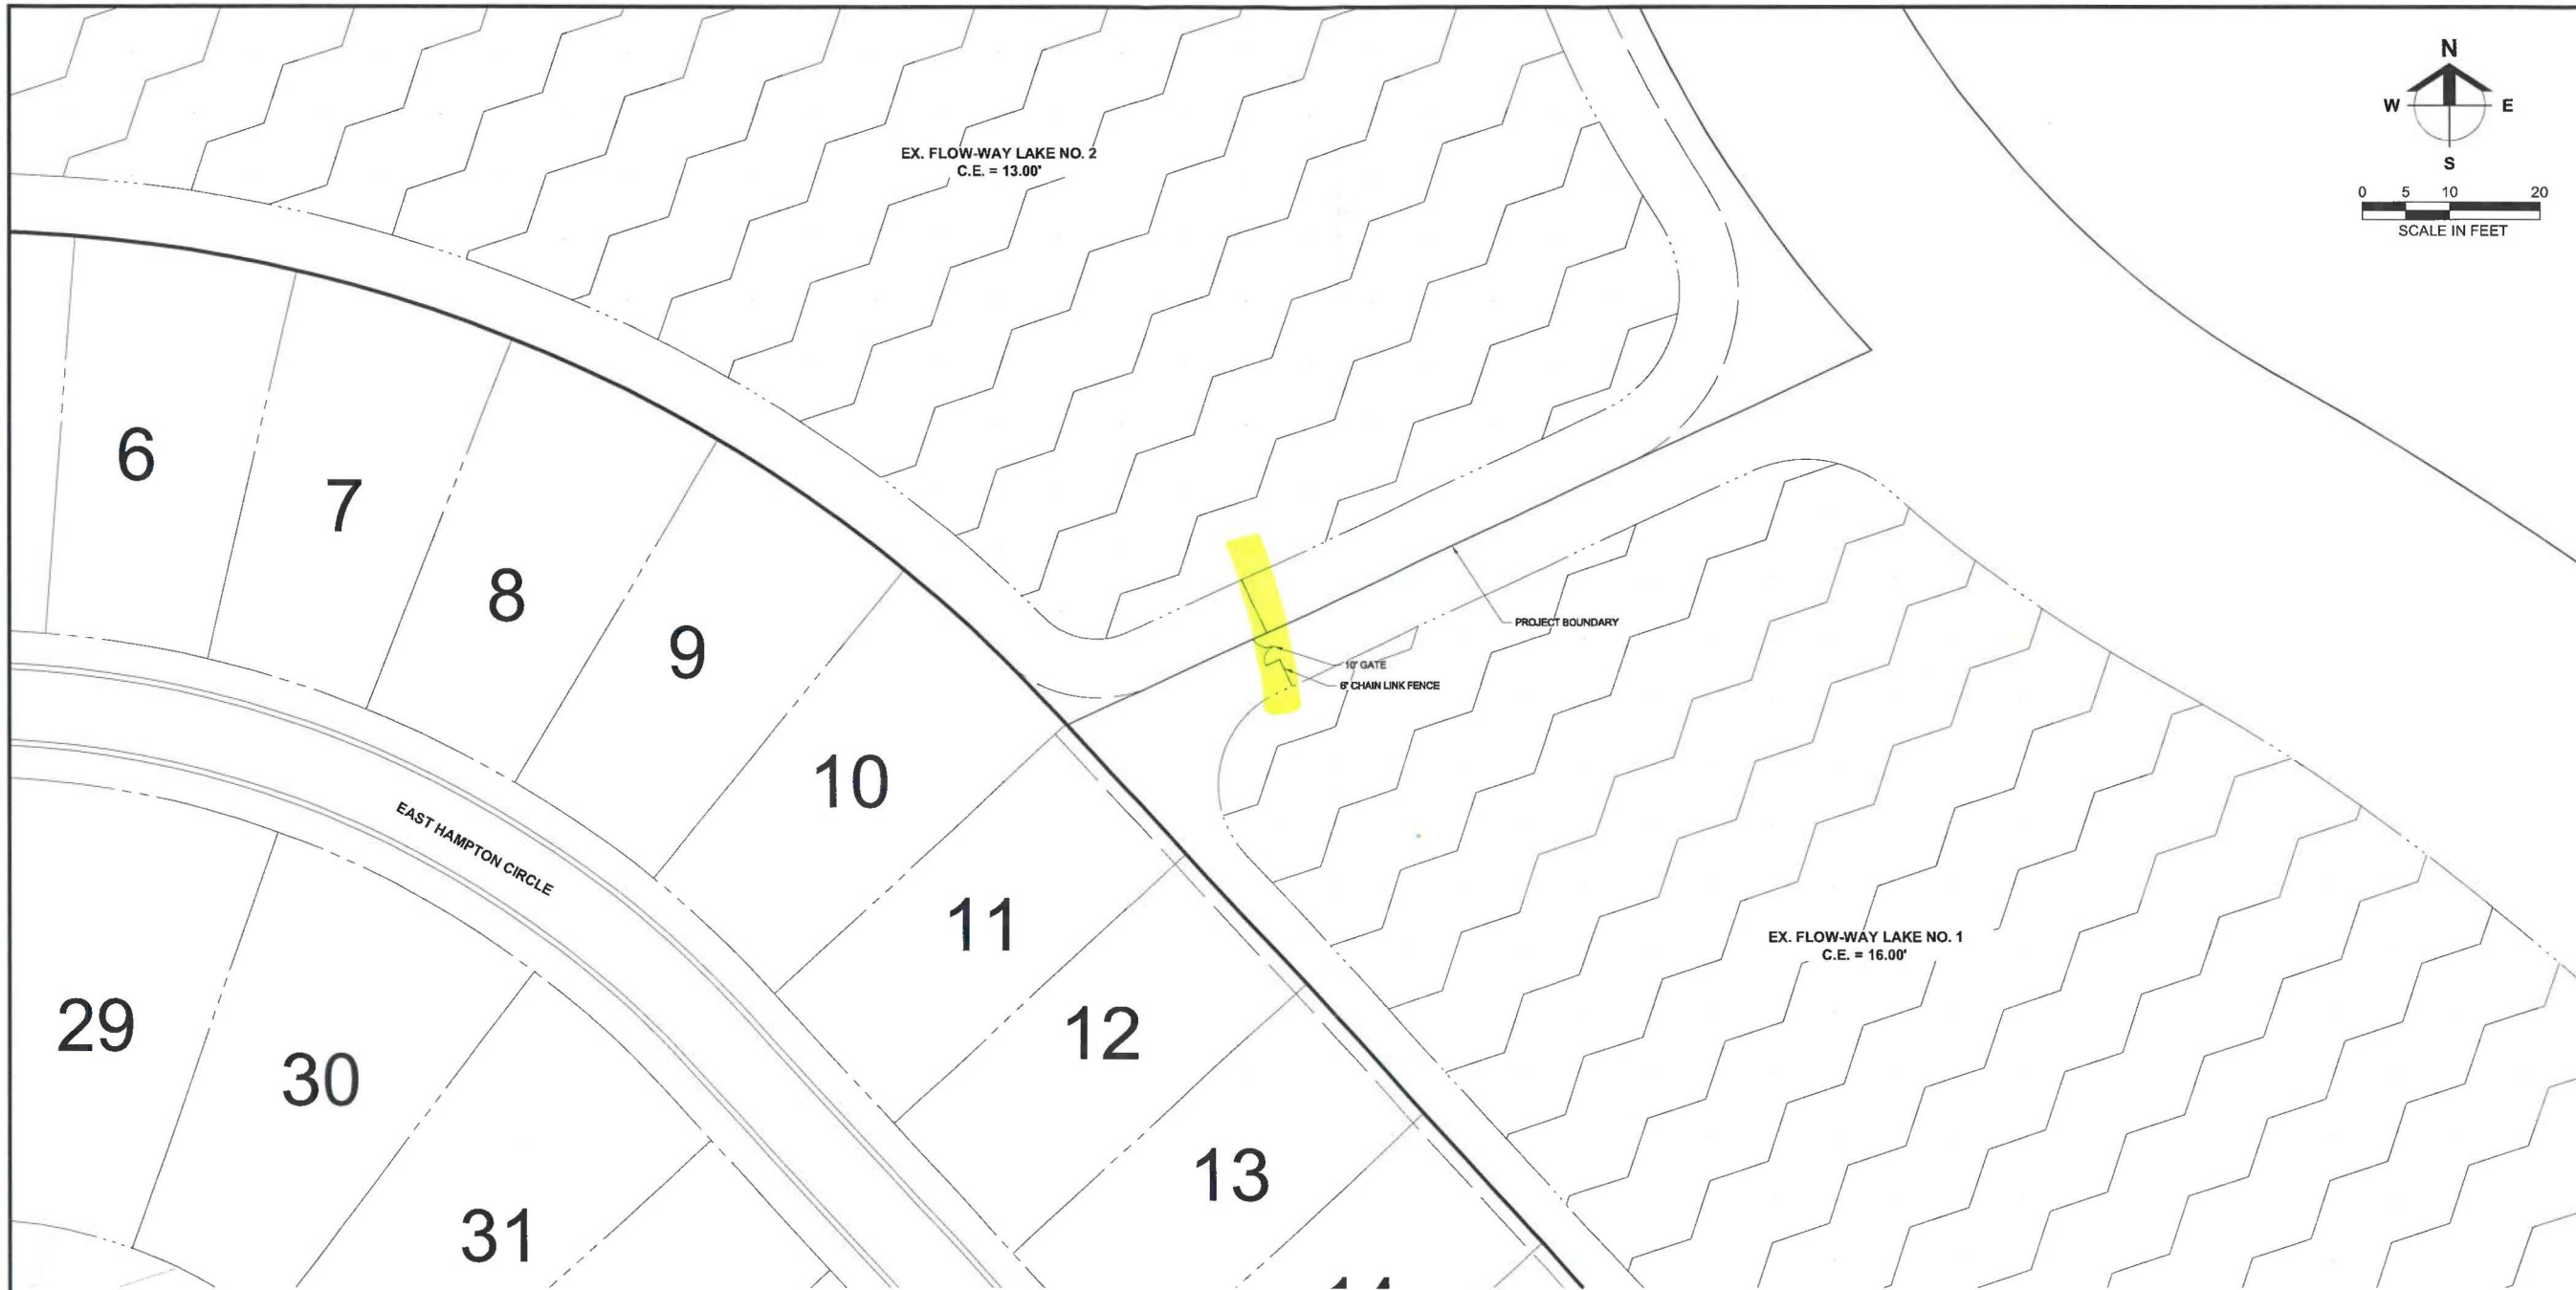 N
W E
S
0 5 10 20
SCALE IN FEET
EX. FLOW-WAY LAKE NO. 2
C.E. = 13.00'
6
7
8
9
10
11
12
13
29
30
31
EAST HAMPTON CIRCLE
PROJECT BOUNDARY
10' GATE
6' CHAIN LINK FENCE
EX. FLOW-WAY LAKE NO. 1
C.E. = 16.00'